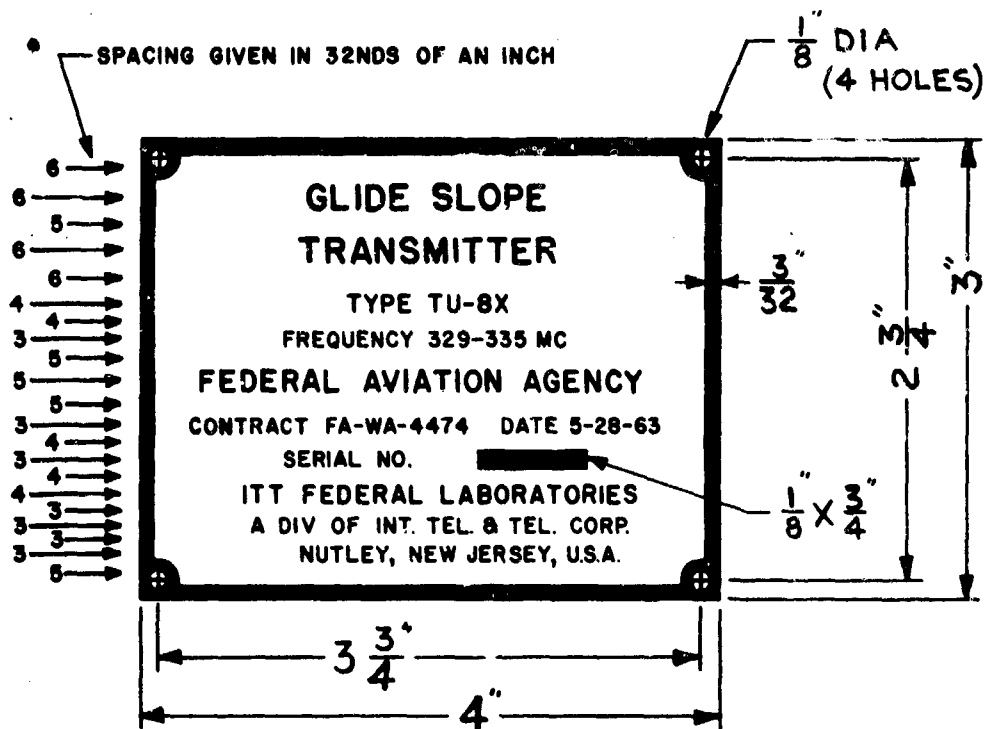 SPACING GIVEN IN 32NDS OF AN INCH
1/8" DIA
(4 HOLES)
6
6
5
6
6
4
4
3
5
5
5
3
4
3
4
4
3
3
3
3
5
GLIDE SLOPE
TRANSMITTER
TYPE TU-8X
FREQUENCY 329-335 MC
FEDERAL AVIATION AGENCY
CONTRACT FA-WA-4474 DATE 5-28-63
SERIAL NO.
ITT FEDERAL LABORATORIES
A DIV OF INT. TEL. & TEL. CORP.
NUTLEY, NEW JERSEY, U.S.A.
3/32"
2 3/4"
3"
1/8" X 3/4"
3 3/4"
4"